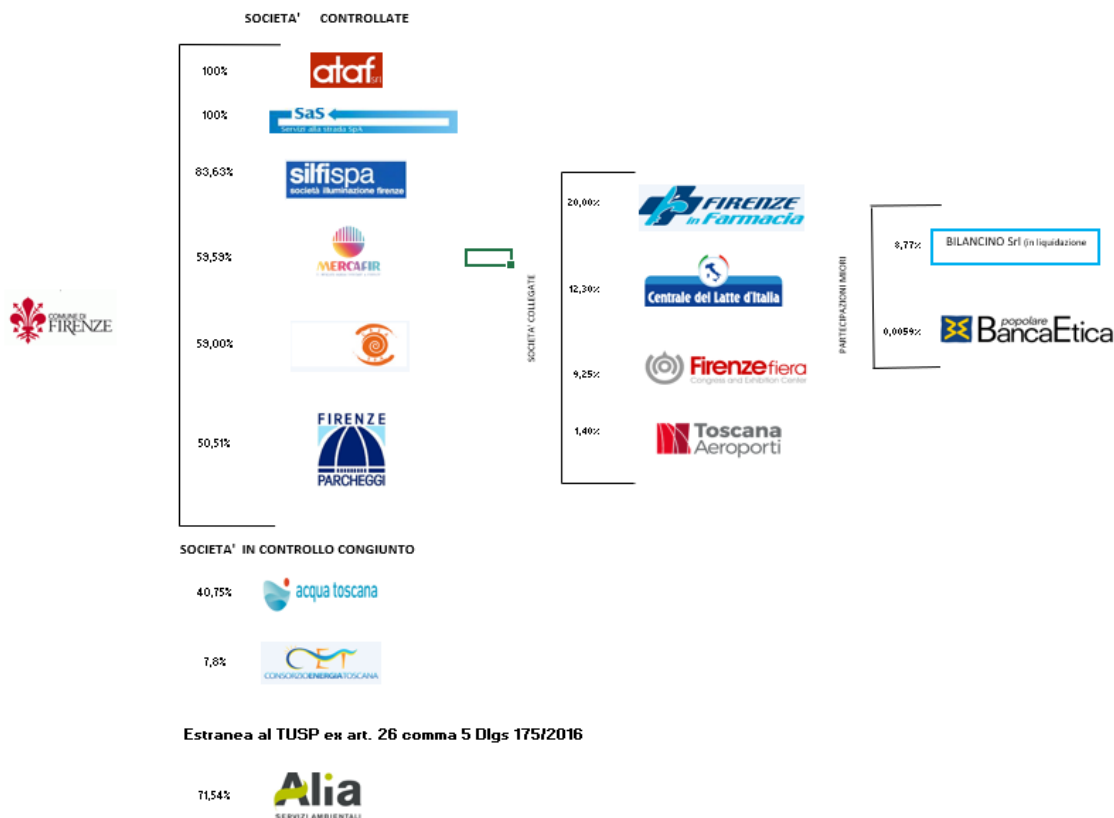 SOCIETA' CONTROLLATE
100%
ataf srl
100%
SaS
Servizi alla strada SpA
83,63%
silfispa
società illuminazione firenze
59,59%
MERCAFIR
59,00%
50,51%
FIRENZE
PARCHEGGI
COMUNE DI
FIRENZE
SOCIETA' COLLEGATE
20,00%
FIRENZE
in Farmacia
12,30%
Centrale del Latte d'Italia
9,25%
Firenzefiera
Congress and Exhibition Center
1,40%
Toscana
Aeroporti
PARTECIPAZIONI MIORI
8,77%
BILANCINO Srl (in liquidazione
0,0059%
popolare
BancaEtica
SOCIETA' IN CONTROLLO CONGIUNTO
40,75%
acqua toscana
7,8%
CET
CONSORZIOENERGIATOSCANA
Estranea al TUSP ex art. 26 comma 5 Dlgs 175/2016
71,54%
Alia
SERVIZI AMBIENTALI